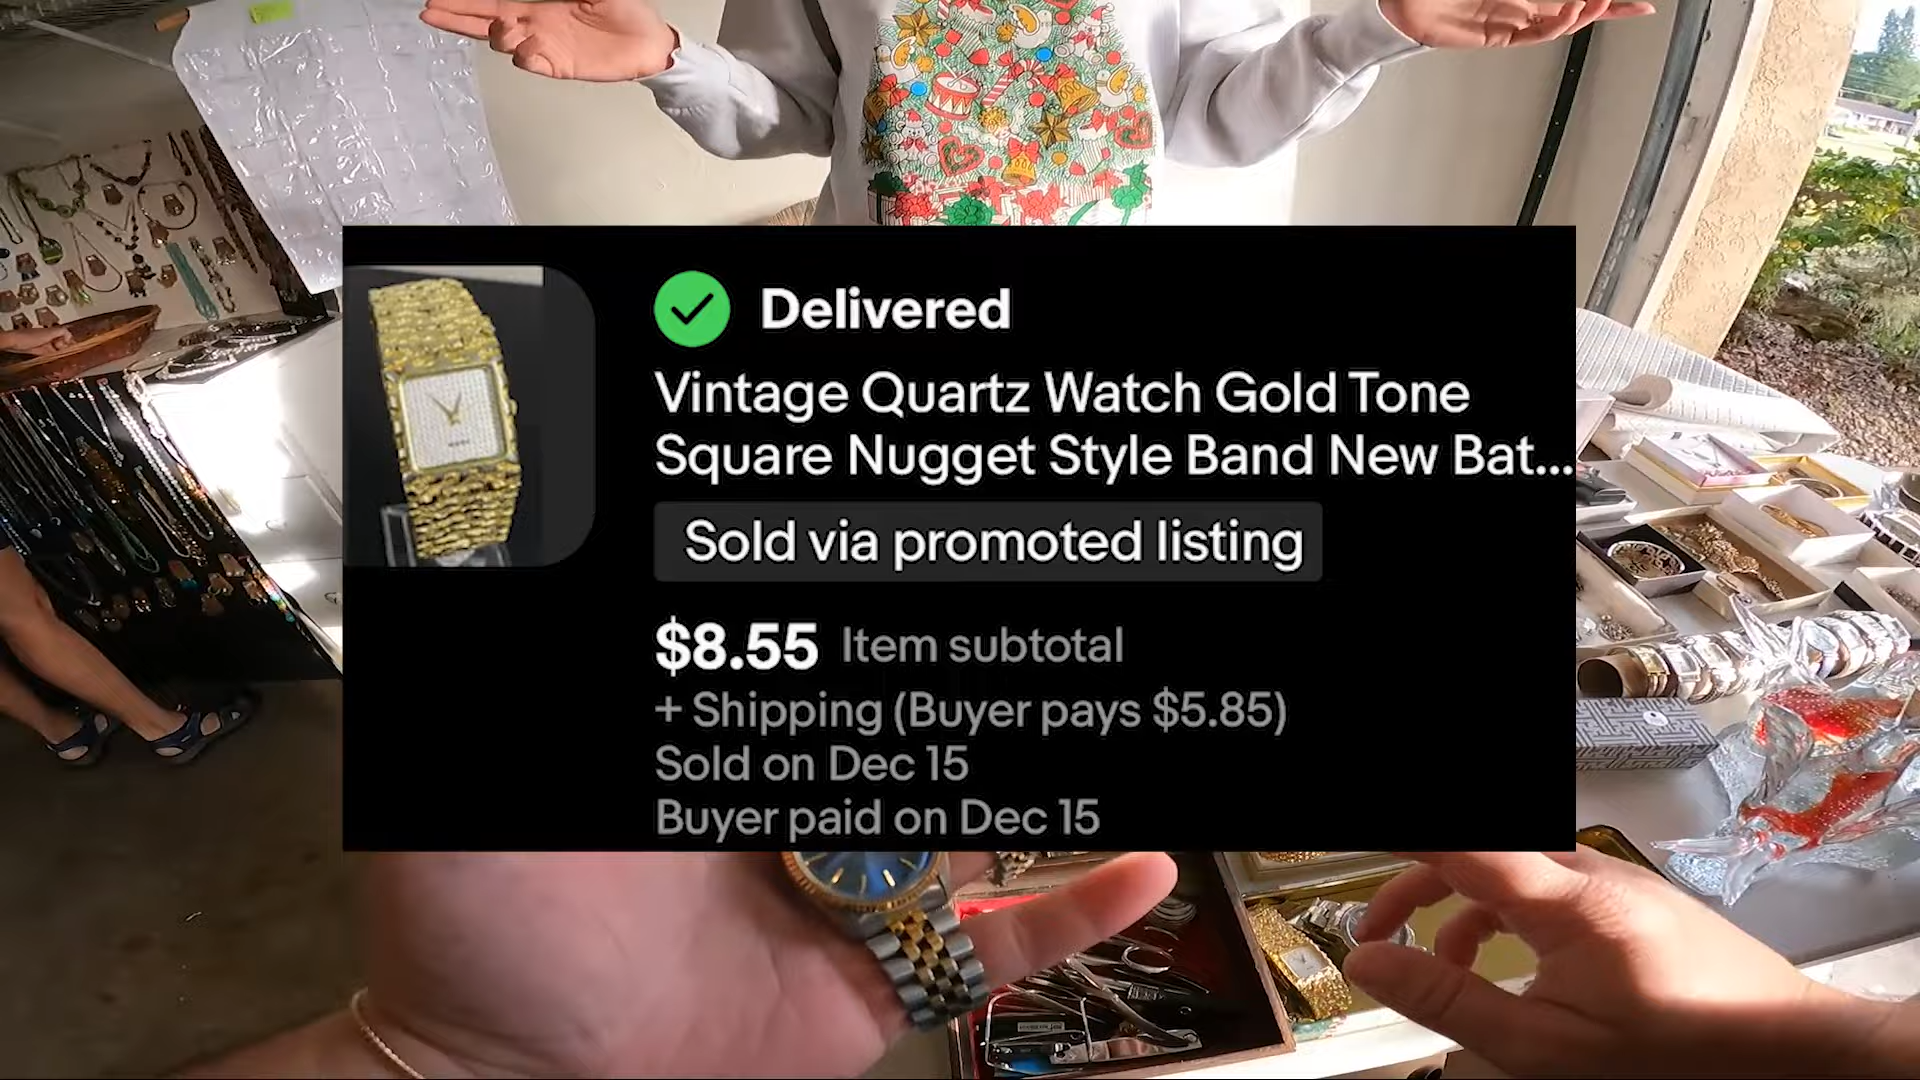 Delivered
Vintage Quartz Watch Gold Tone
Square Nugget Style Band New Bat...
Sold via promoted listing
$8.55 Item subtotal
+ Shipping (Buyer pays $5.85)
Sold on Dec 15
Buyer paid on Dec 15